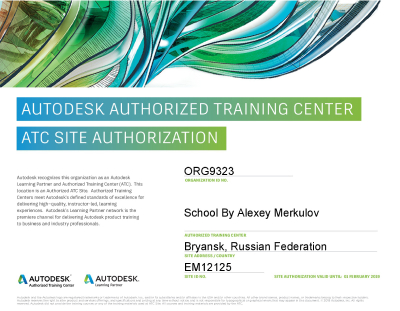 AUTODESK AUTHORIZED TRAINING CENTER
ATC SITE AUTHORIZATION
Autodesk recognizes this organization as an Autodesk
Learning Partner and Authorized Training Center (ATC). This
location is an Authorized ATC Site. Authorized Training
Centers meet Autodesk's defined standards of excellence for
delivering high-quality, instructor-led, learning
experiences. Autodesk's Learning Partner network is the
premiere channel for delivering Autodesk product training
to business and industry professionals.
ORG9323
ORGANIZATION ID NO.
School By Alexey Merkulov
AUTHORIZED TRAINING CENTER
Bryansk, Russian Federation
SITE ADDRESS / COUNTRY
EM12125
SITE ID NO.
SITE AUTHORIZATION VALID UNTIL: 01 FEBRUARY
AUTODESK
Authorized Training Center
AUTODESK
Learning Partner